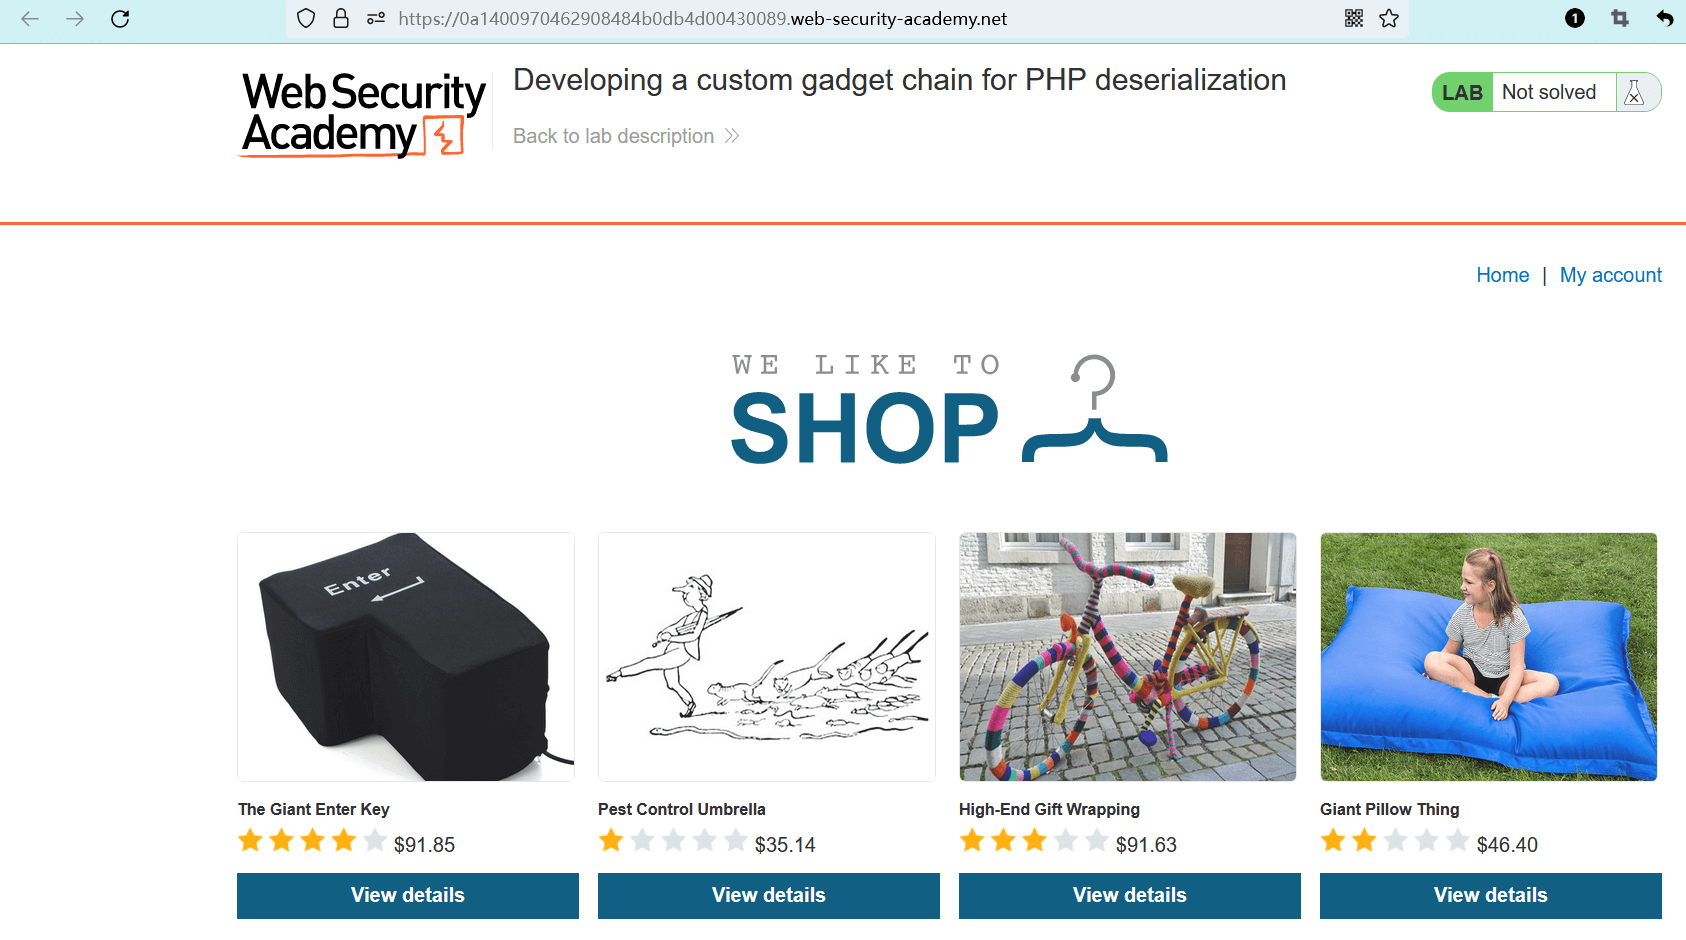 https://0a1400970462908484b0db4d00430089.web-security-academy.net
1
Web Security
Academy
Developing a custom gadget chain for PHP deserialization
Back to lab description
LAB Not solved
Home | My account
WE LIKE TO
SHOP
Enter
The Giant Enter Key
$91.85
View details
Pest Control Umbrella
$35.14
View details
High-End Gift Wrapping
$91.63
View details
Giant Pillow Thing
$46.40
View details